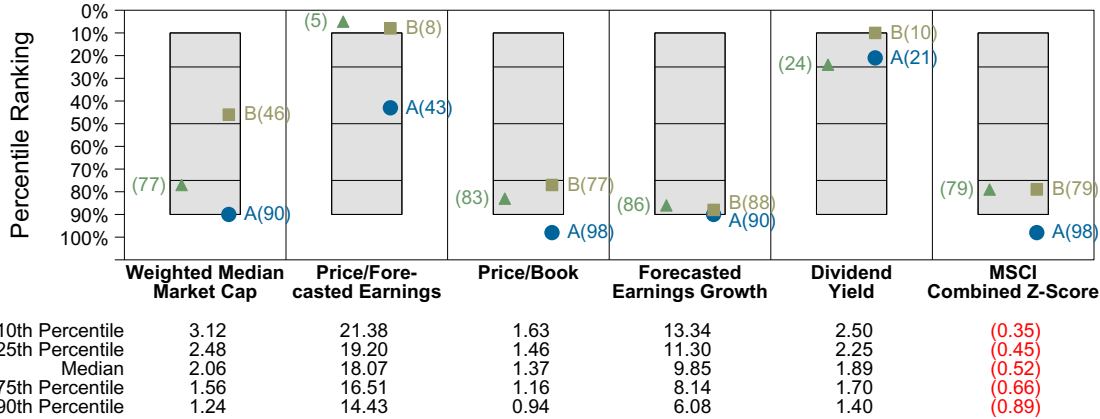 Percentile Ranking
0%
10%
20%
30%
40%
50%
60%
70%
80%
90%
100%
(77)
B(46)
A(90)
(5)
B(8)
A(43)
(83)
B(77)
A(98)
(86)
B(88)
A(90)
(24)
B(10)
A(21)
(79)
B(79)
A(98)
Weighted Median Market Cap
Price/Fore-casted Earnings
Price/Book
Forecasted Earnings Growth
Dividend Yield
MSCI Combined Z-Score
10th Percentile 3.12 21.38 1.63 13.34 2.50 (0.35)
25th Percentile 2.48 19.20 1.46 11.30 2.25 (0.45)
Median 2.06 18.07 1.37 9.85 1.89 (0.52)
75th Percentile 1.56 16.51 1.16 8.14 1.70 (0.66)
90th Percentile 1.24 14.43 0.94 6.08 1.40 (0.89)